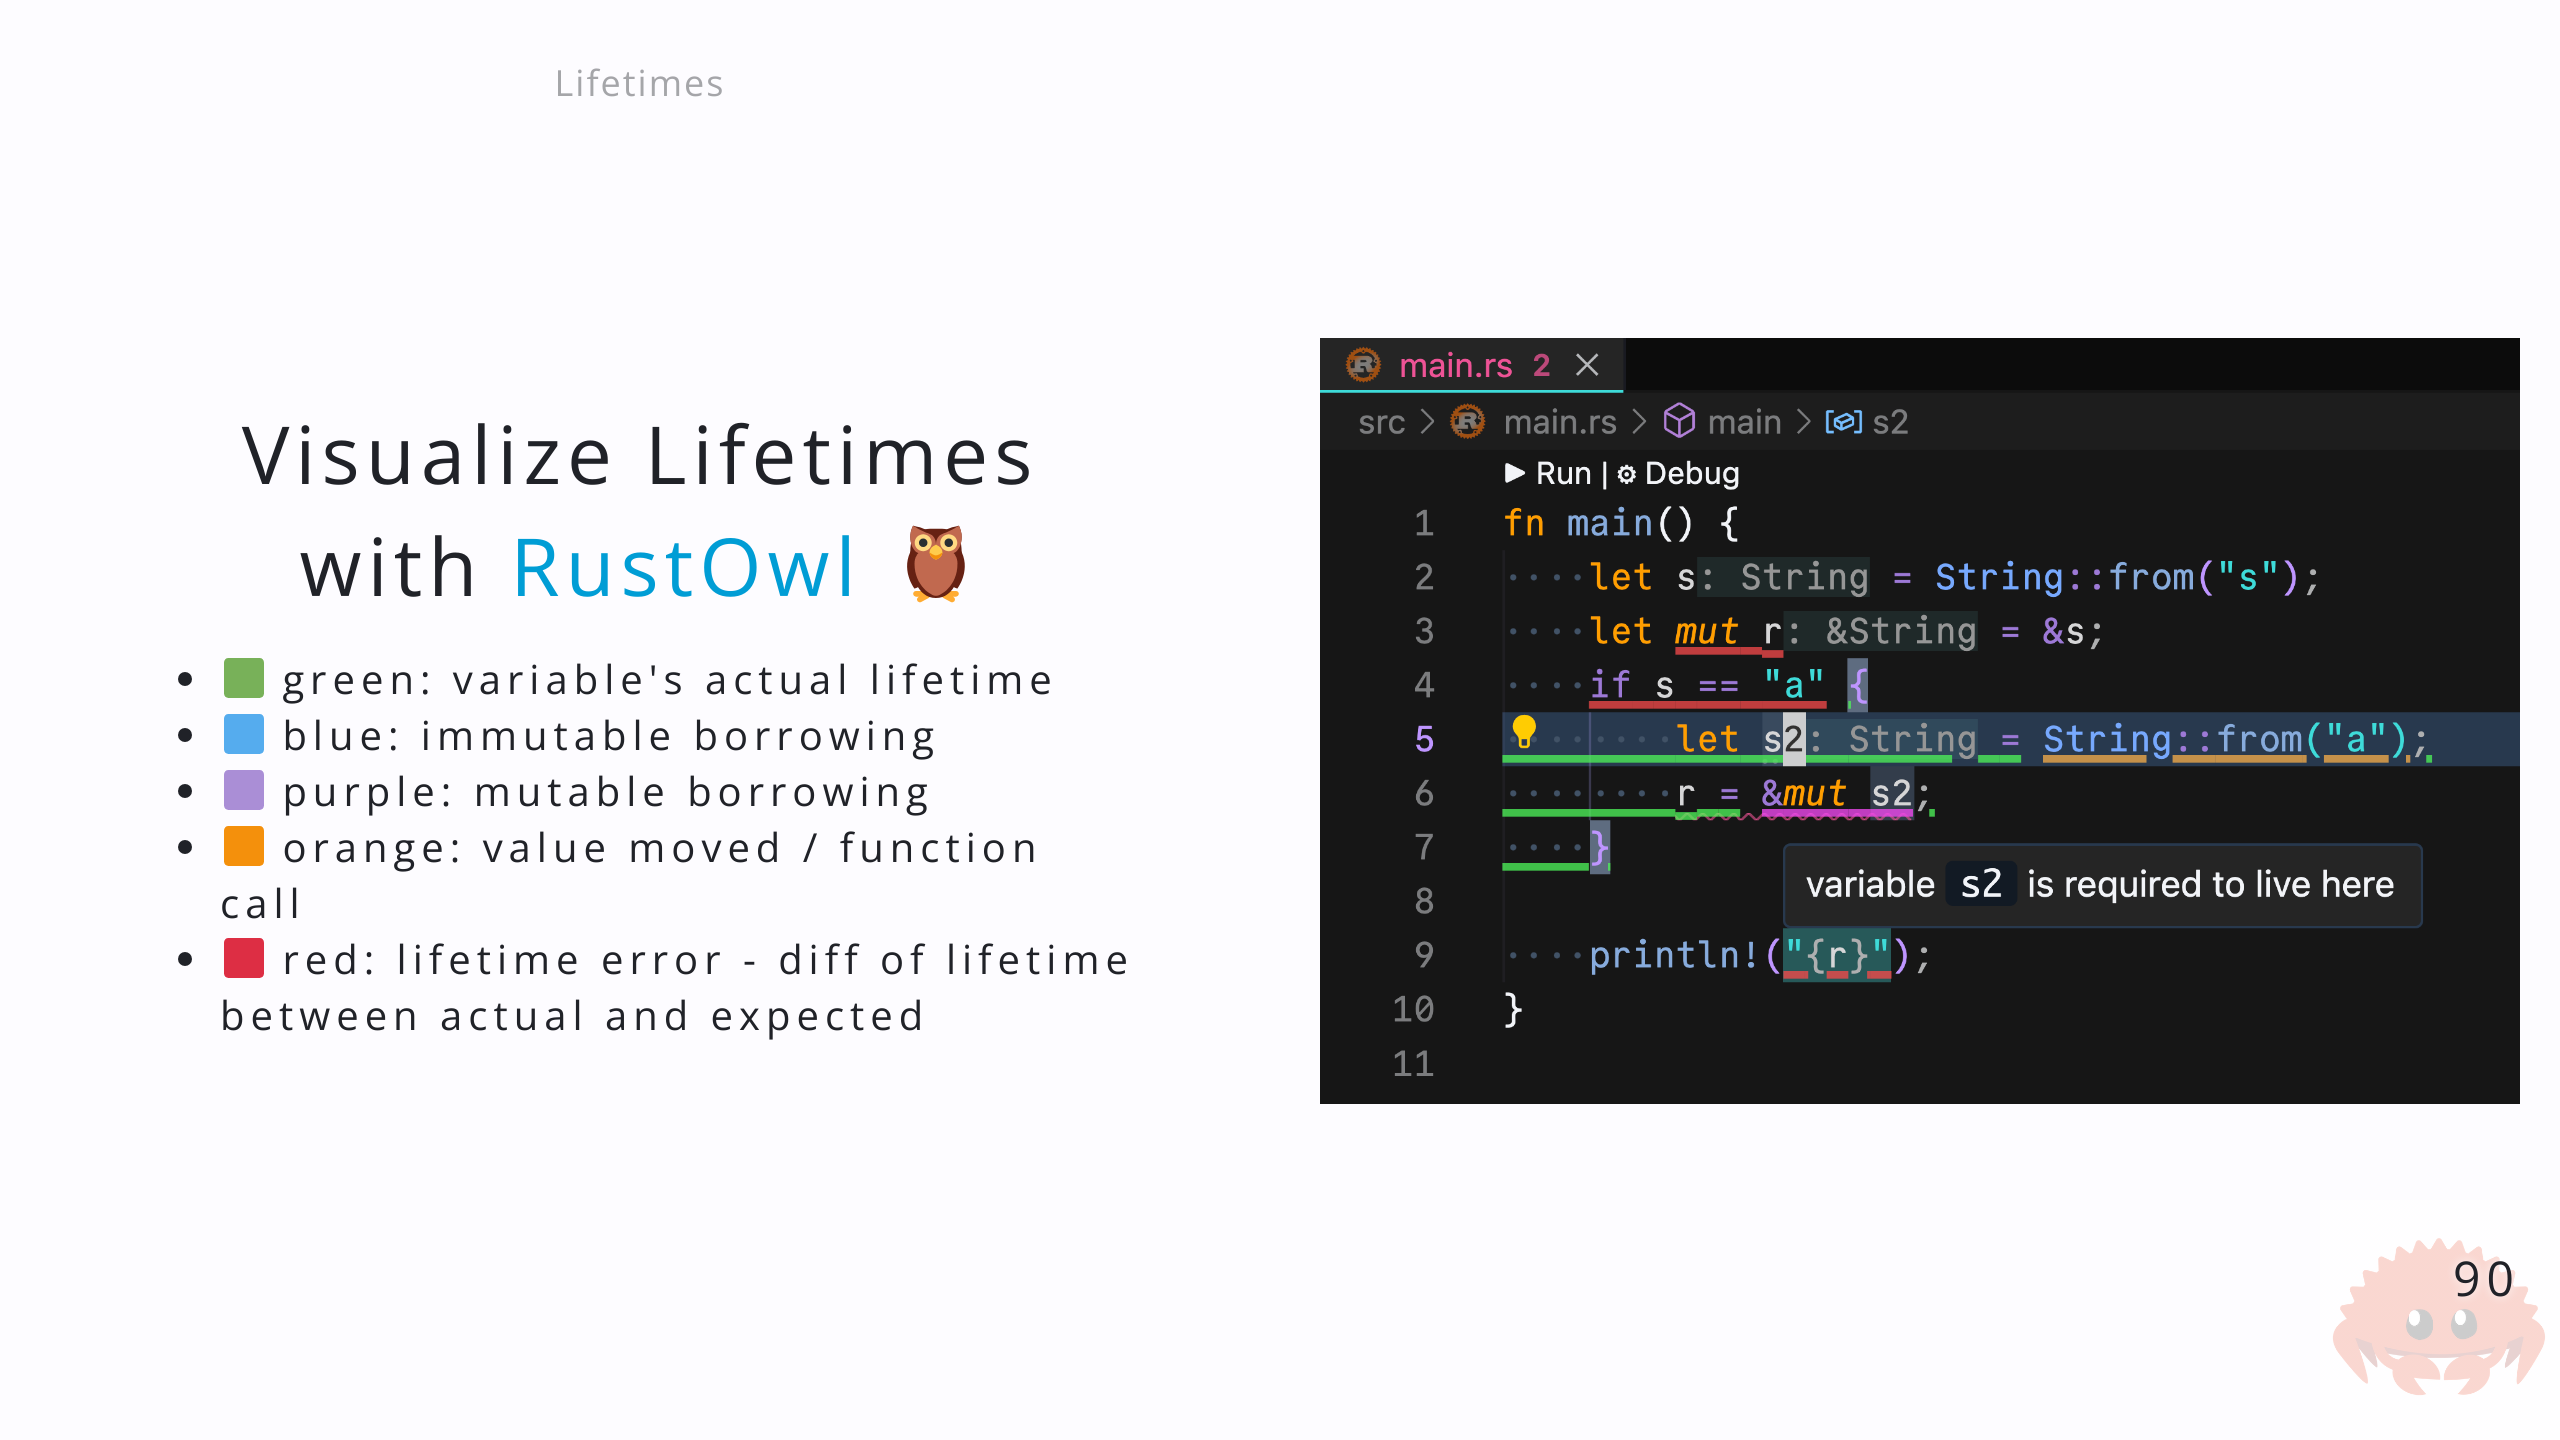 Lifetimes
Visualize Lifetimes
with RustOwl 🦉
• 🟩 green: variable's actual lifetime
• 🟦 blue: immutable borrowing
• 🟪 purple: mutable borrowing
• 🟧 orange: value moved / function
call
• 🟥 red: lifetime error - diff of lifetime
between actual and expected
main.rs 2 ×
src > main.rs > main > s2
▶ Run | ⚙ Debug
1 fn main() {
2 ····let s: String = String::from("s");
3 ····let mut r: &String = &s;
4 ····if s == "a" {
5 ········let s2: String = String::from("a");
6 ········r = &mut s2;
7 ····}
variable s2 is required to live here
8
9 ····println!("{r}");
10 }
11
90